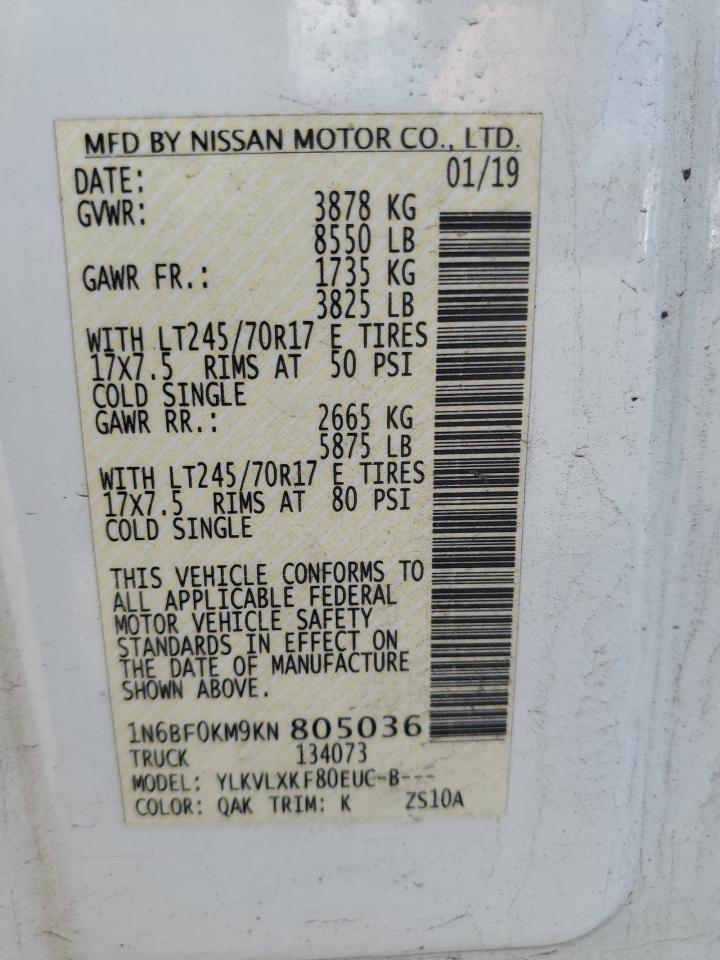 MFD BY NISSAN MOTOR CO., LTD.
DATE: 01/19
GVWR: 3878 KG
8550 LB
GAWR FR.: 1735 KG
3825 LB
WITH LT245/70R17 E TIRES
17X7.5 RIMS AT 50 PSI
COLD SINGLE
GAWR RR.: 2665 KG
5875 LB
WITH LT245/70R17 E TIRES
17X7.5 RIMS AT 80 PSI
COLD SINGLE
THIS VEHICLE CONFORMS TO
ALL APPLICABLE FEDERAL
MOTOR VEHICLE SAFETY
STANDARDS IN EFFECT ON
THE DATE OF MANUFACTURE
SHOWN ABOVE.
1N6BF0KM9KN 805036
TRUCK 134073
MODEL: YLKVLXKF80EUC-B---
COLOR: QAK TRIM: K ZS10A